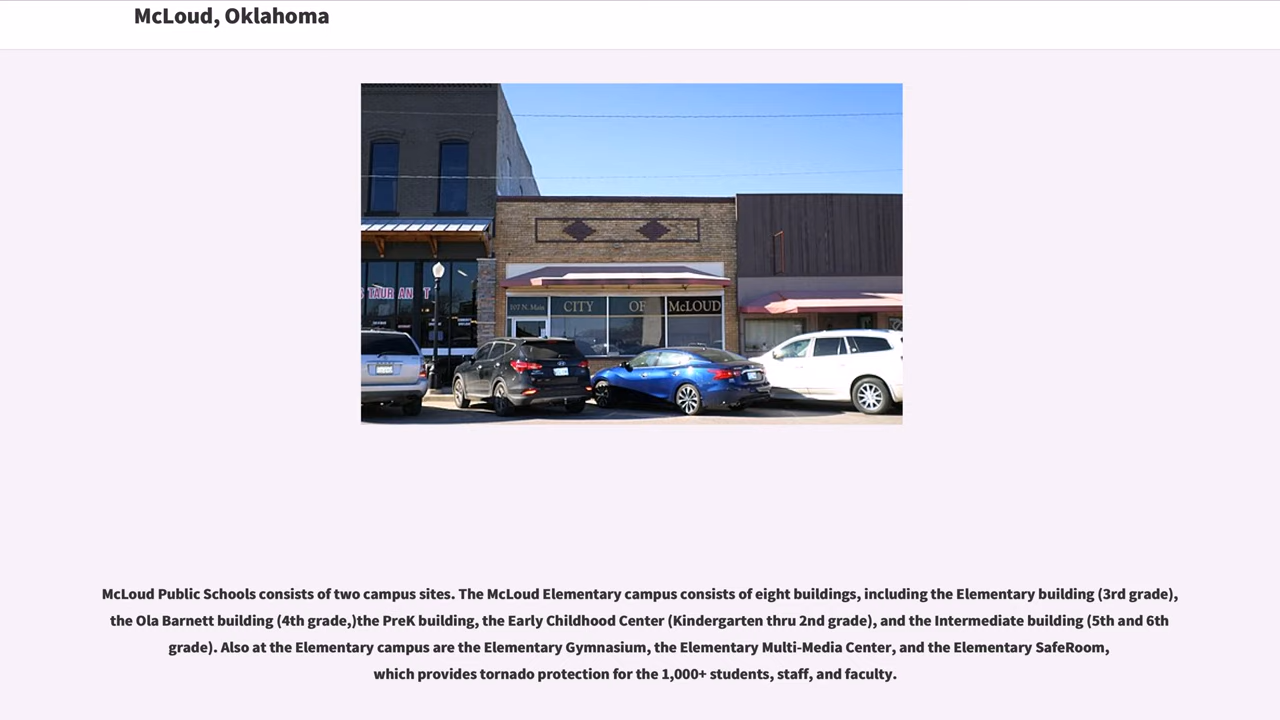 McLoud, Oklahoma
TAURANT
107 N. Main CITY OF McLOUD
McLoud Public Schools consists of two campus sites. The McLoud Elementary campus consists of eight buildings, including the Elementary building (3rd grade),
the Ola Barnett building (4th grade,)the PreK building, the Early Childhood Center (Kindergarten thru 2nd grade), and the Intermediate building (5th and 6th
grade). Also at the Elementary campus are the Elementary Gymnasium, the Elementary Multi-Media Center, and the Elementary SafeRoom,
which provides tornado protection for the 1,000+ students, staff, and faculty.